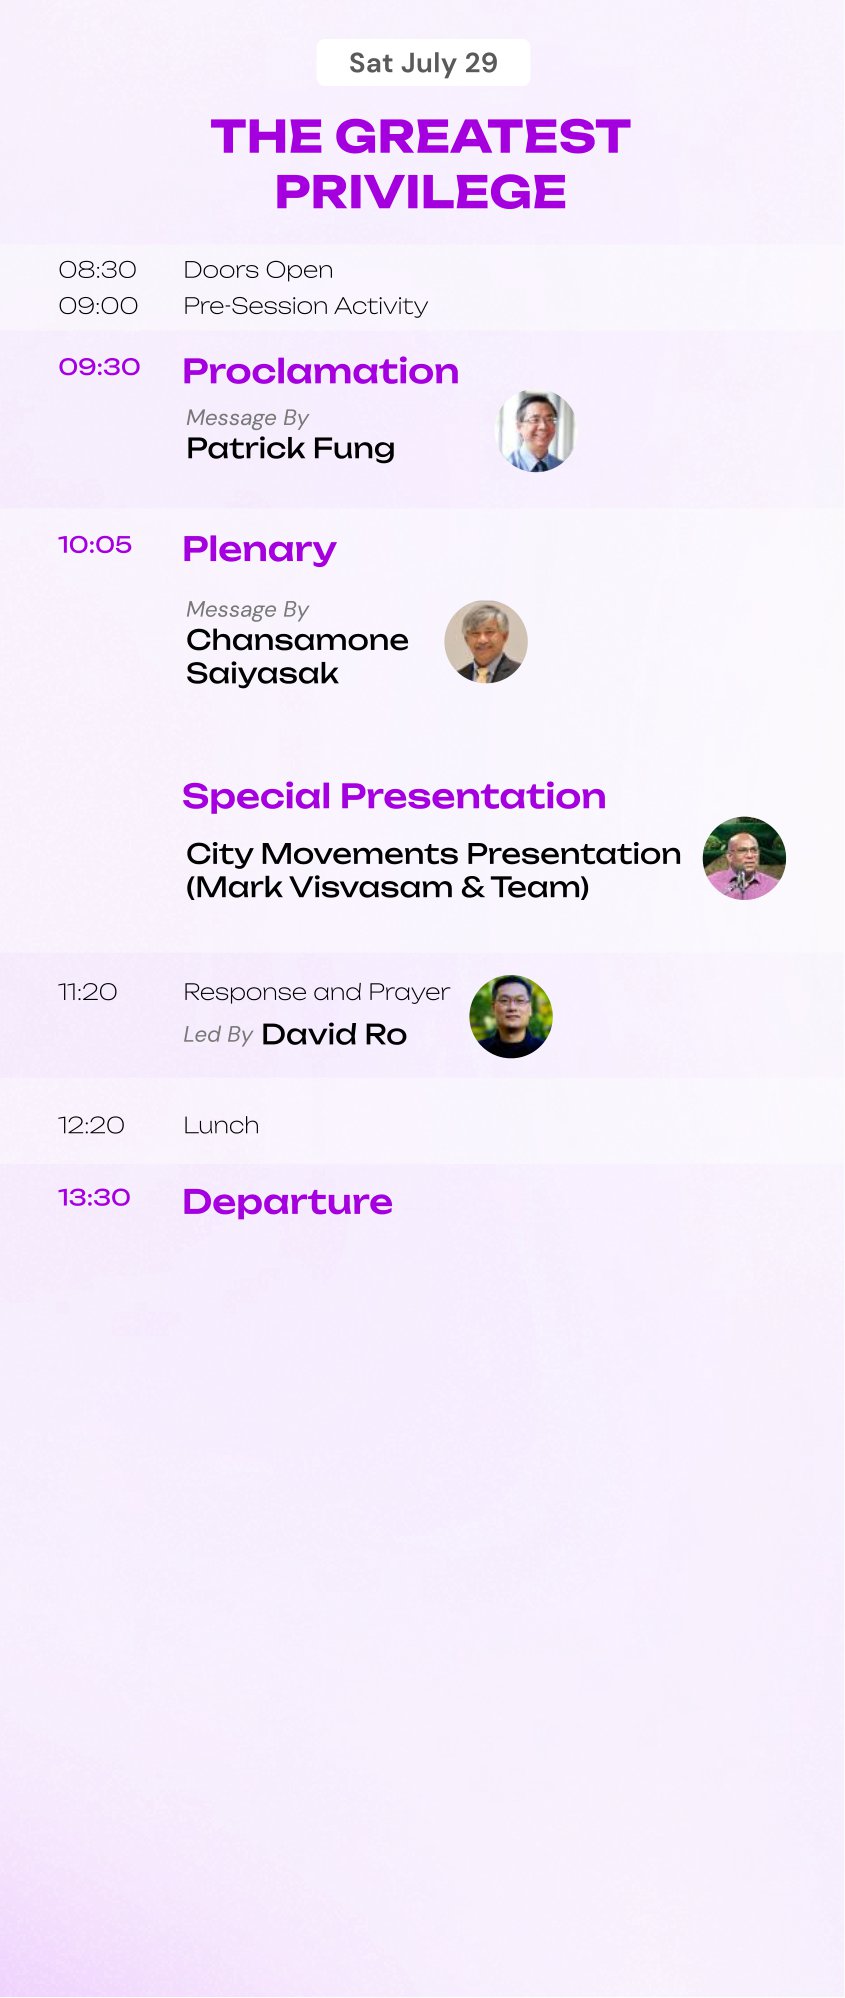 Sat July 29
THE GREATEST
PRIVILEGE
08:30 Doors Open
09:00 Pre-Session Activity
09:30 Proclamation
Message By
Patrick Fung
10:05 Plenary
Message By
Chansamone
Saiyasak
Special Presentation
City Movements Presentation
(Mark Visvasam & Team)
11:20 Response and Prayer
Led By David Ro
12:20 Lunch
13:30 Departure